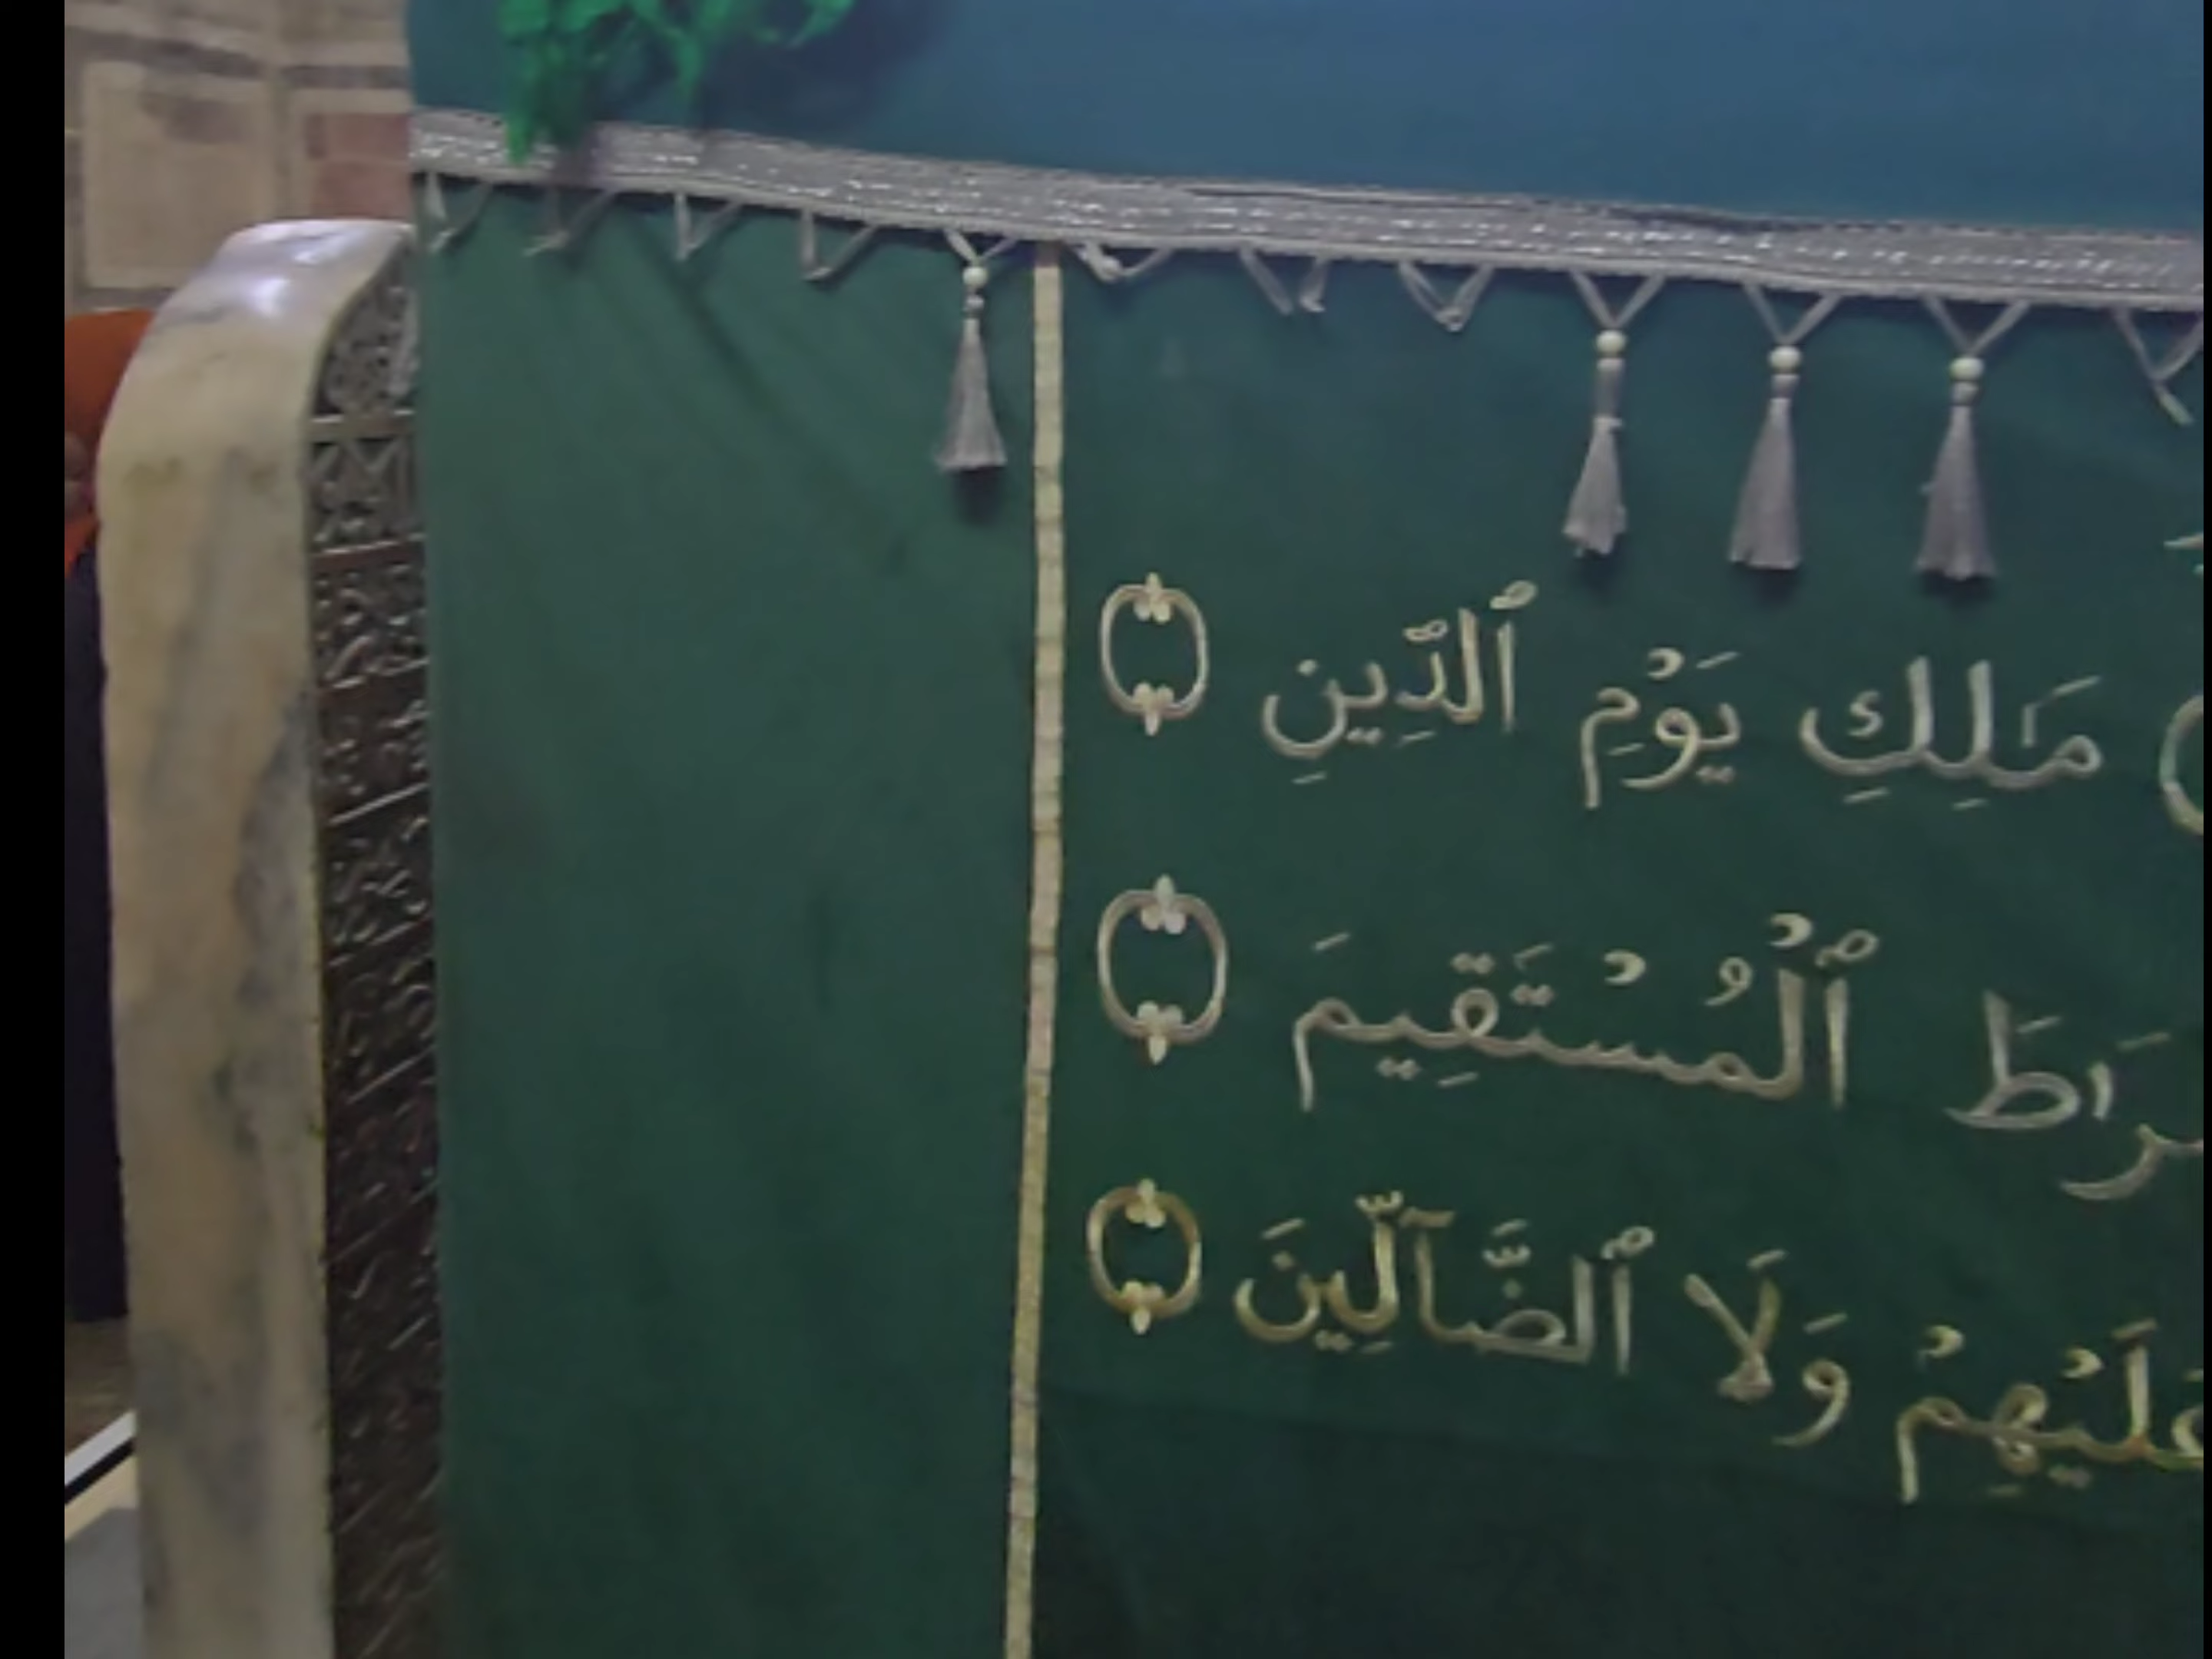 مَـٰلِكِ يَوْمِ ٱلدِّينِ
ٱلْمُسْتَقِيمَ
عَلَيْهِمْ وَلَا ٱلضَّآلِّينَ